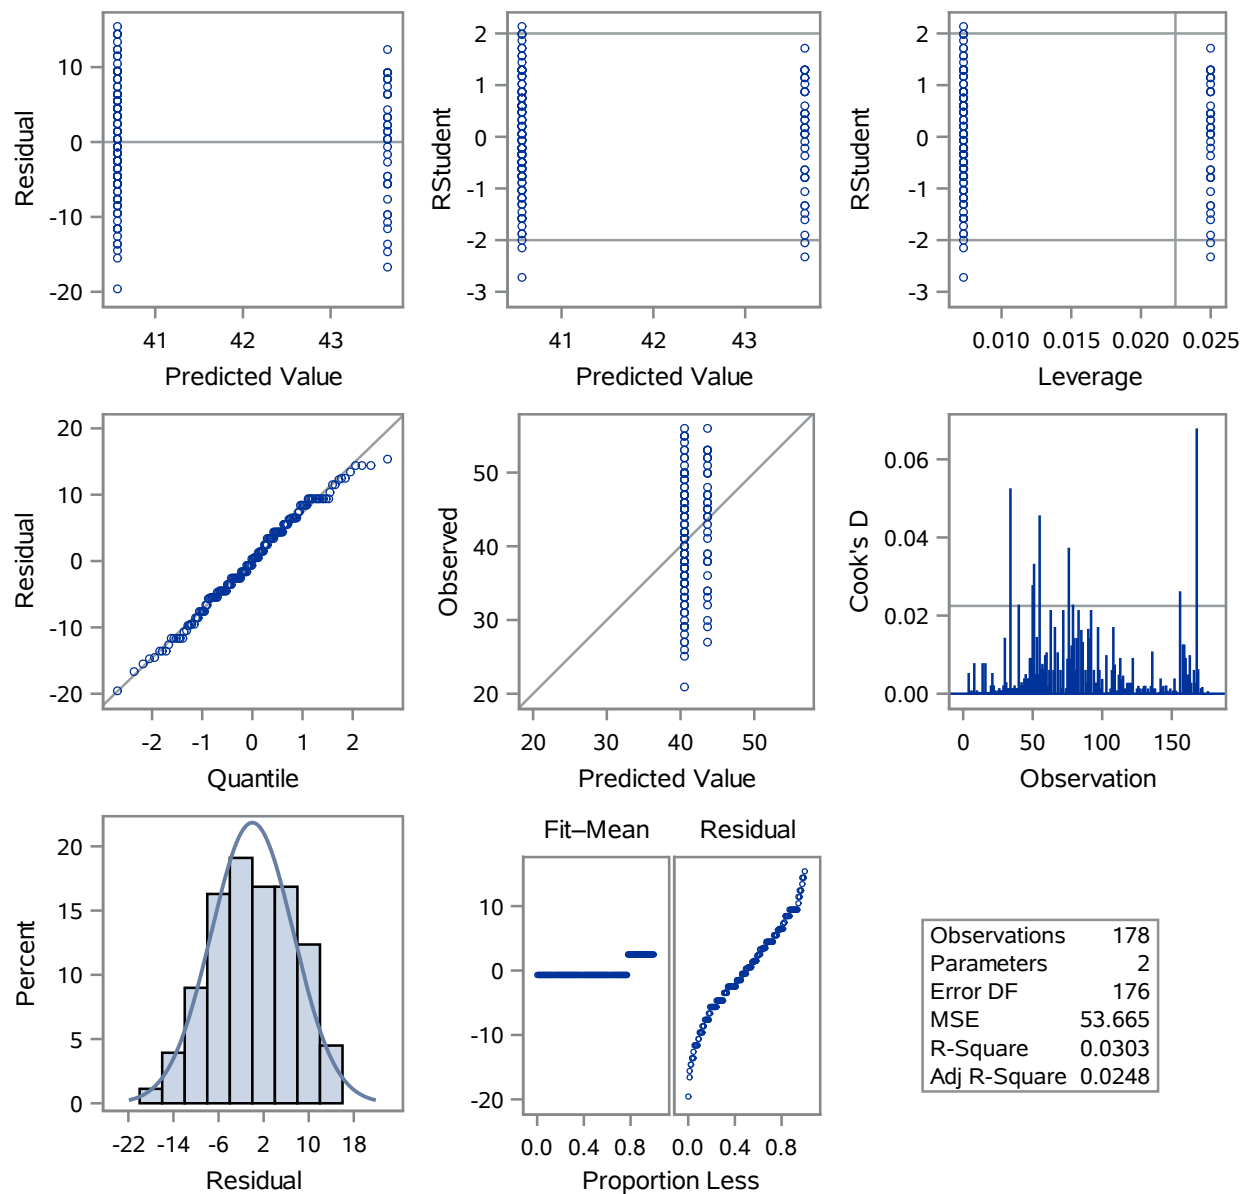 10
0
-10
-20
Residual
41 42 43
Predicted Value
2
1
0
-1
-2
-3
RStudent
41 42 43
Predicted Value
2
1
0
-1
-2
-3
RStudent
0.010 0.015 0.020 0.025
Leverage
20
10
0
-10
-20
Residual
-2 -1 0 1 2
Quantile
50
40
30
20
Observed
20 30 40 50
Predicted Value
0.06
0.04
0.02
0.00
Cook's D
0 50 100 150
Observation
20
15
10
5
0
Percent
-22 -14 -6 2 10 18
Residual
Fit–Mean Residual
10
0
-10
-20
0.0 0.4 0.8 0.0 0.4 0.8
Proportion Less
Observations 178
Parameters 2
Error DF 176
MSE 53.665
R-Square 0.0303
Adj R-Square 0.0248